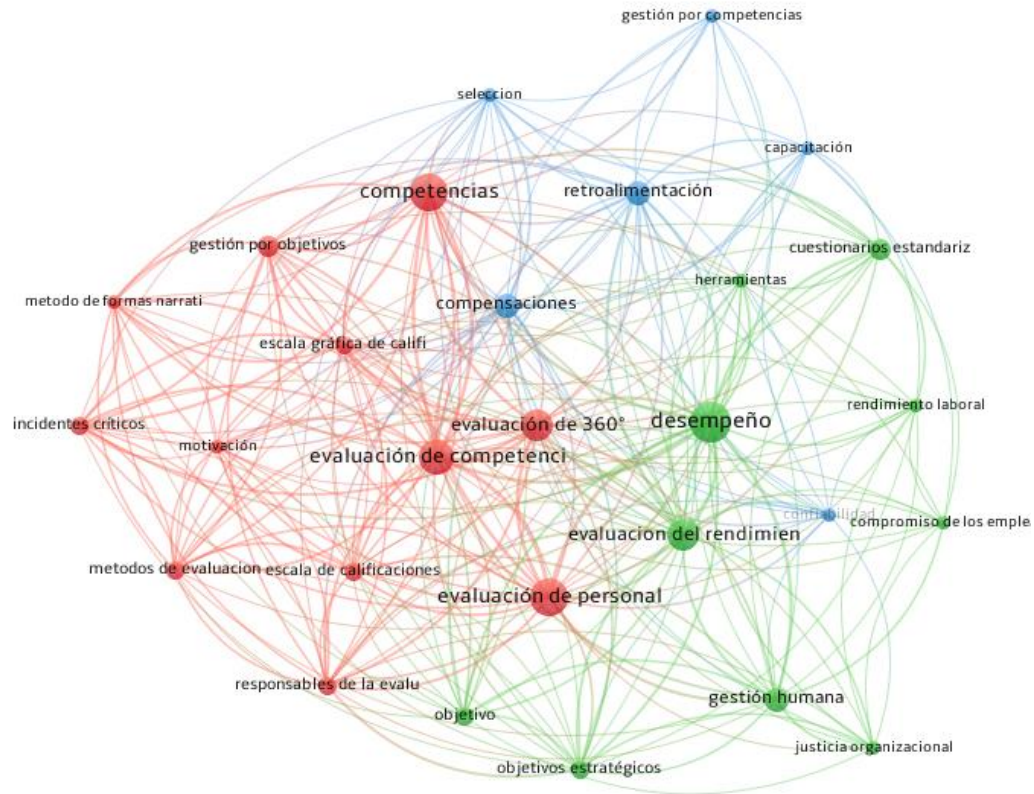 gestión por competencias
seleccion
capacitación
competencias
retroalimentación
gestión por objetivos
cuestionarios estandariz
herramientas
metodo de formas narrati
compensaciones
escala gráfica de califi
rendimiento laboral
incidentes críticos
evaluación de 360°
desempeño
motivación
evaluación de competenci
confiabilidad
compromiso de los emplea
evaluacion del rendimien
metodos de evaluacion
escala de calificaciones
evaluación de personal
responsables de la evalu
gestión humana
objetivo
justicia organizacional
objetivos estratégicos